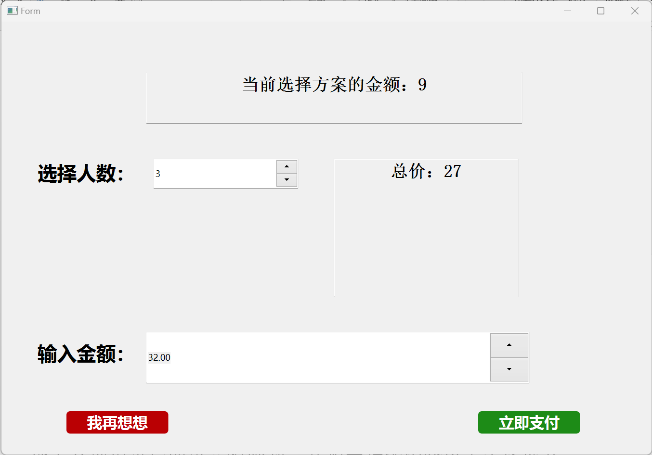 Form
当前选择方案的金额：9
选择人数：
3
总价：27
输入金额：
32.00
我再想想
立即支付